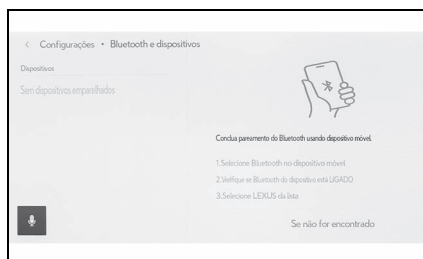 < Configurações • Bluetooth e dispositivos
Dispositivos
Sem dispositivos emparelhados
Conclua pareamento do Bluetooth usando dispositivo móvel.
1.Selecione Bluetooth no dispositivo móvel
2.Verifique se Bluetooth do dispositivo está LIGADO
3.Selecione LEXUS da lista
Se não for encontrado